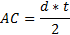 AC = d * t / 2